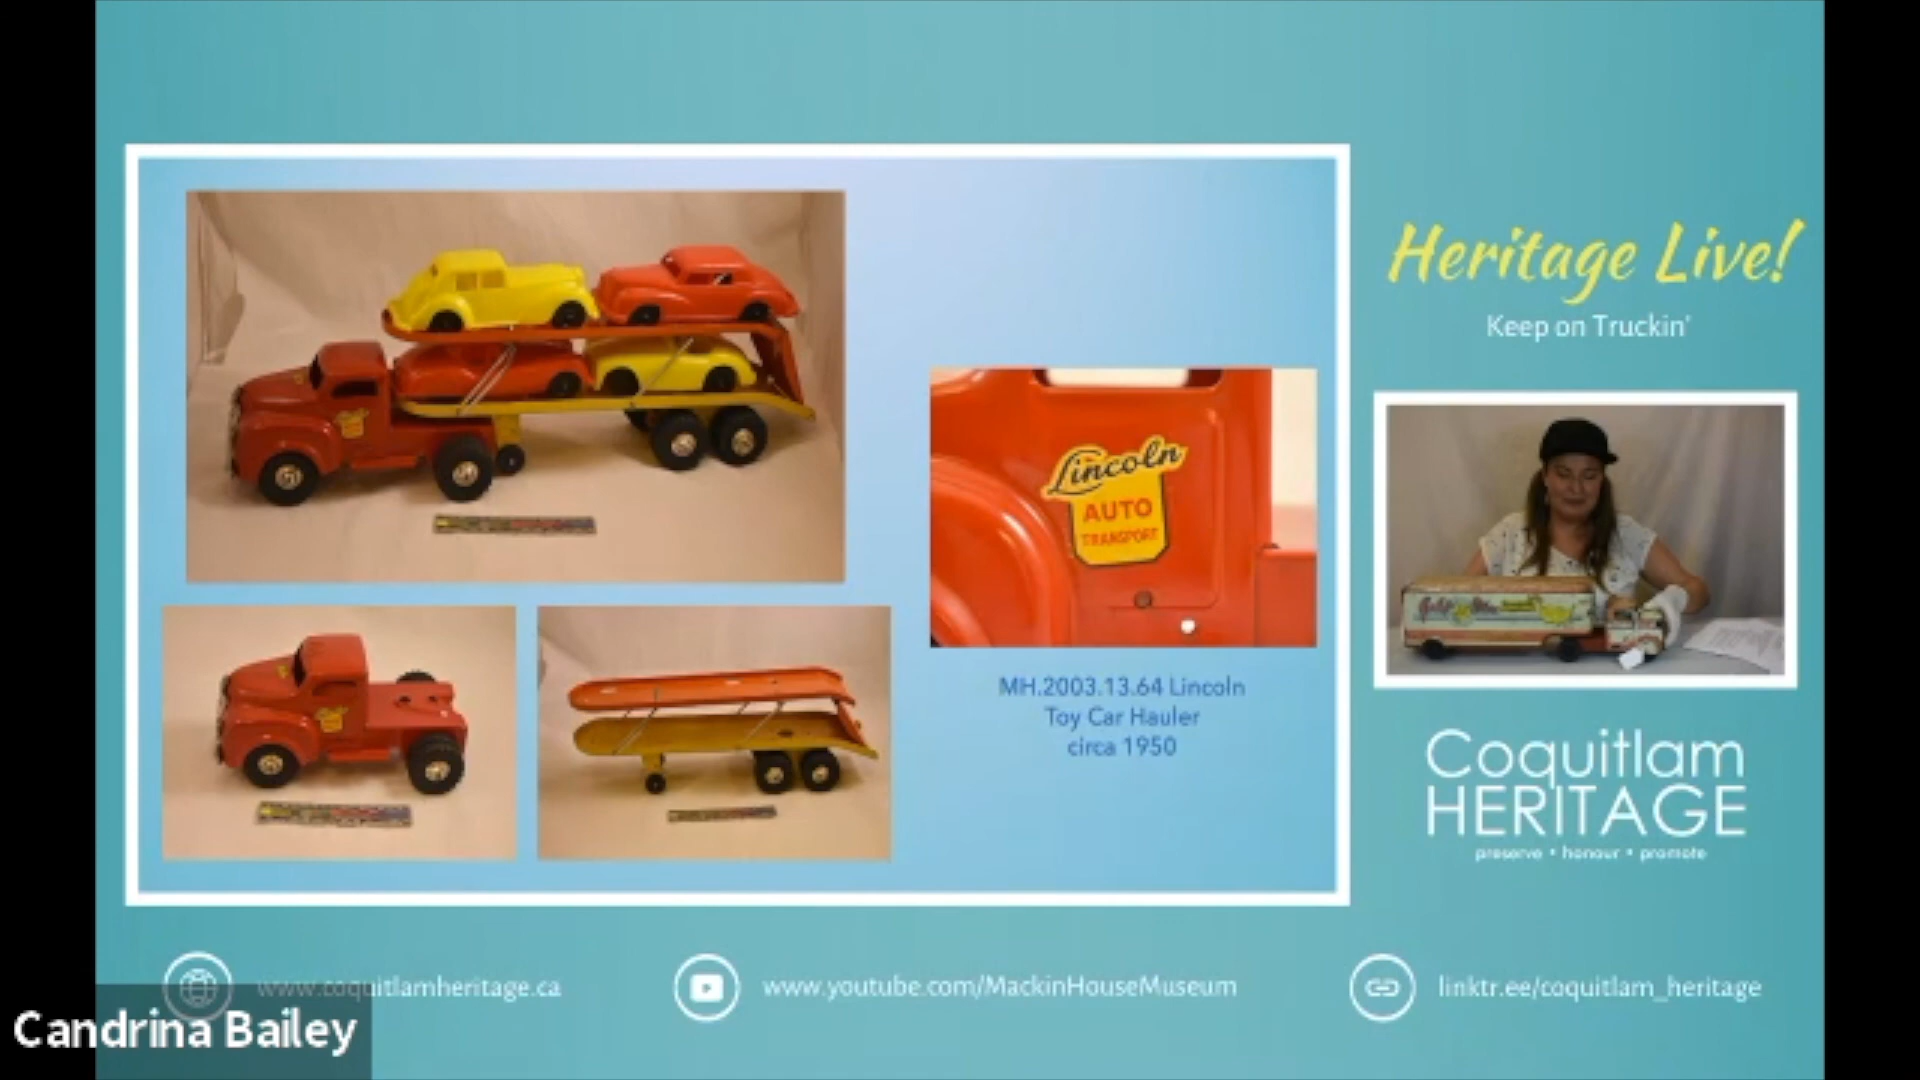 Heritage Live!
Keep on Truckin'
Lincoln
AUTO
TRANSPORT
MH.2003.13.64 Lincoln
Toy Car Hauler
circa 1950
Coquitlam
HERITAGE
preserve • honour • promote
www.coquitlamheritage.ca
www.youtube.com/MackinHouseMuseum
linktr.ee/coquitlam_heritage
Candrina Bailey